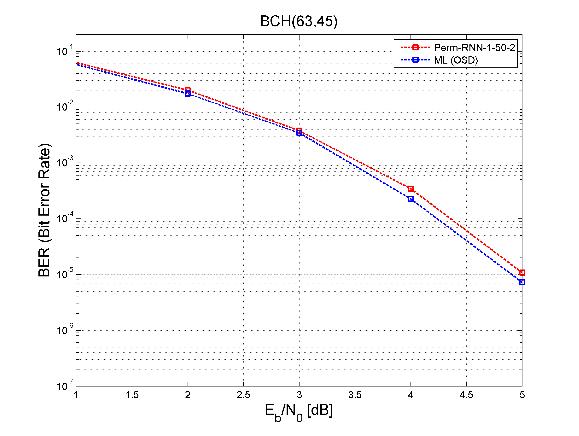 BCH(63,45)
Perm-RNN-1-50-2
ML (OSD)
BER (Bit Error Rate)
10^-1
10^-2
10^-3
10^-4
10^-5
10^-6
10^-7
1 1.5 2 2.5 3 3.5 4 4.5 5
E_b/N_0 [dB]